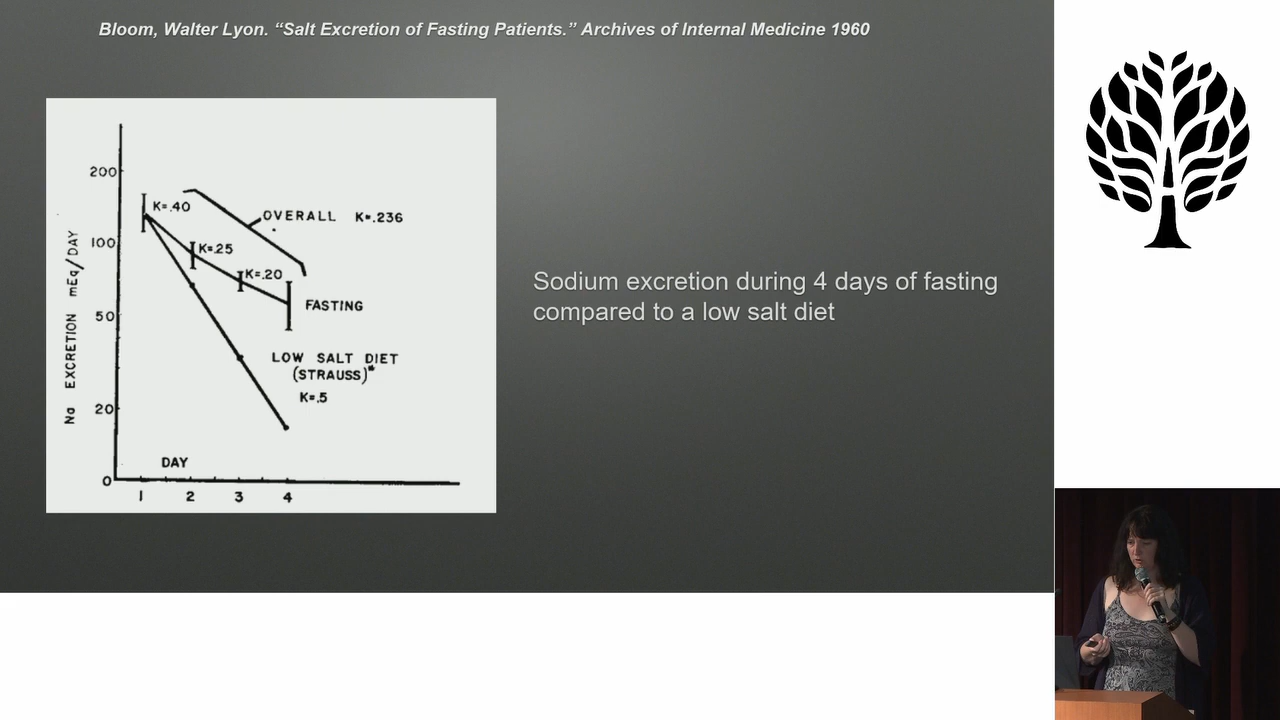 Bloom, Walter Lyon. “Salt Excretion of Fasting Patients.” Archives of Internal Medicine 1960
200
100
50
20
0
Na EXCRETION mEq/DAY
K=.40
OVERALL K=.236
K=.25
K=.20
FASTING
LOW SALT DIET
(STRAUSS)*
K=.5
DAY
1 2 3 4
Sodium excretion during 4 days of fasting
compared to a low salt diet